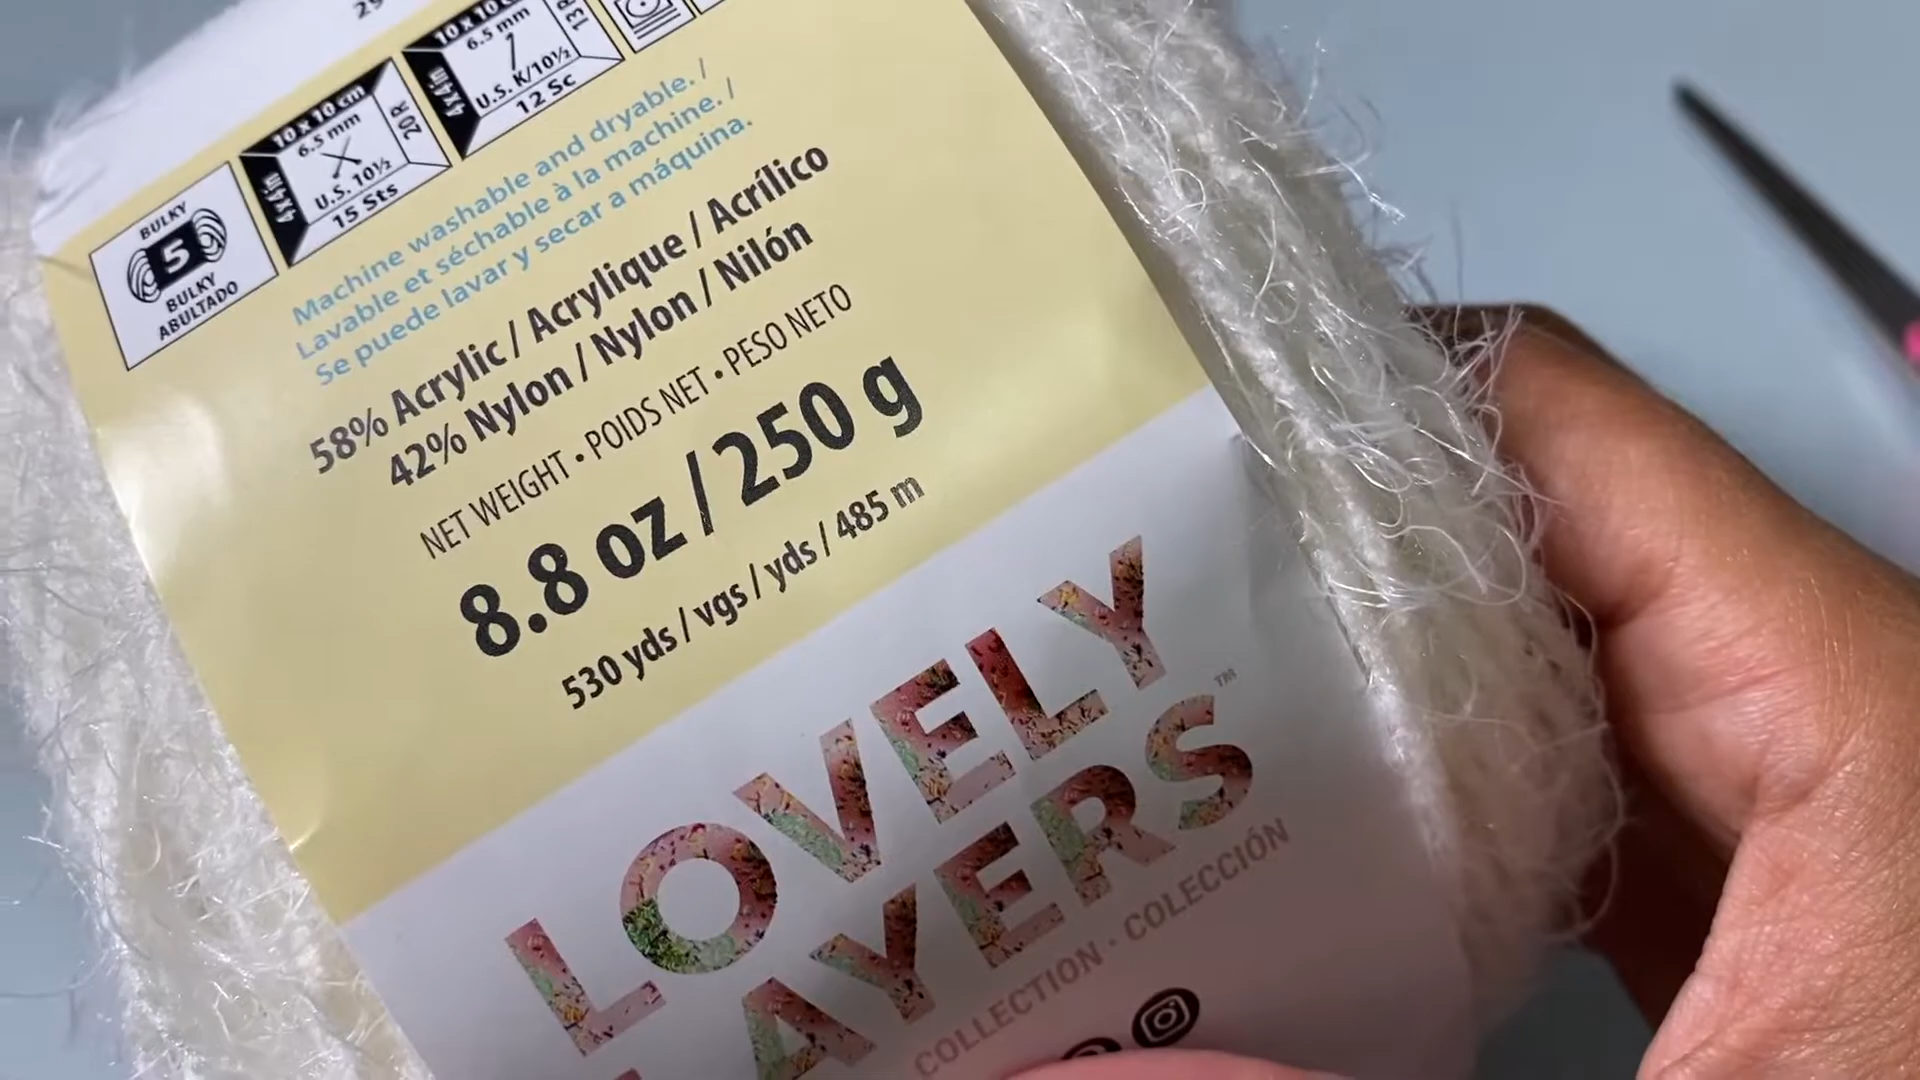 10 x 10 cm
4x4in
6.5 mm
U.S. K/10½
12 Sc
10 x 10 cm
4x4in
6.5 mm
20 R
U.S. 10½
15 Sts
BULKY
5
BULKY
ABULTADO
Machine washable and dryable. /
Lavable et séchable à la machine. /
Se puede lavar y secar a máquina.
58% Acrylic / Acrylique / Acrílico
42% Nylon / Nylon / Nilón
NET WEIGHT • POIDS NET • PESO NETO
8.8 oz / 250 g
530 yds / vgs / yds / 485 m
LOVELY
LAYERS™
COLLECTION · COLECCIÓN